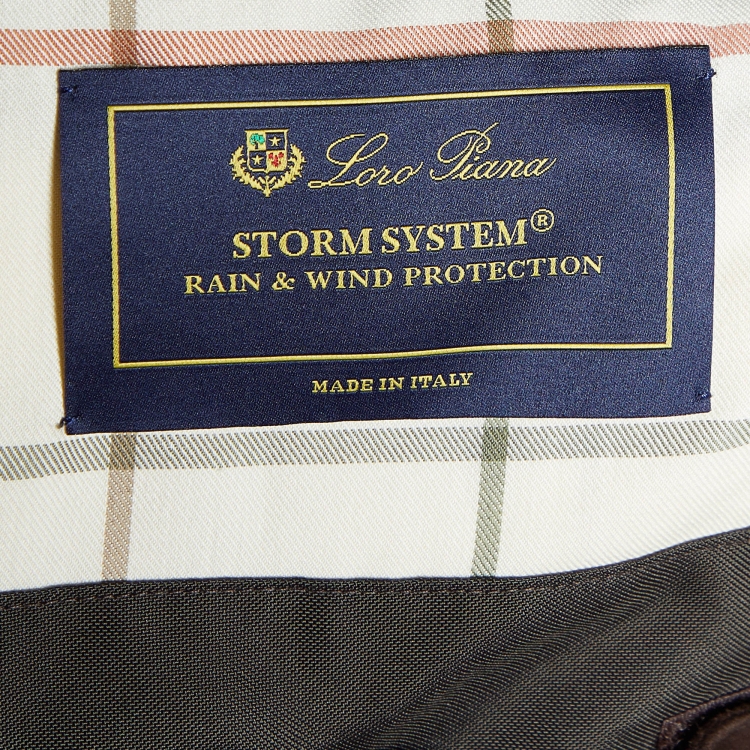 Loro Piana
STORM SYSTEM®
RAIN & WIND PROTECTION
MADE IN ITALY